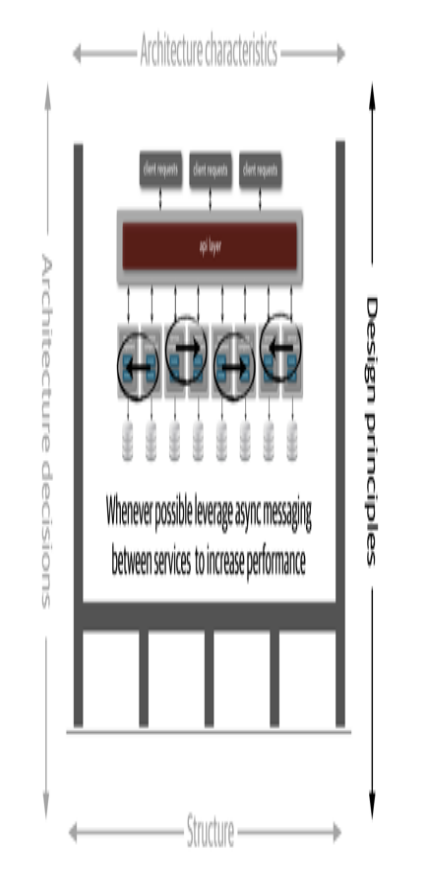 Architecture characteristics
client requests
client requests
client requests
api layer
Architecture decisions
Design principles
Whenever possible leverage async messaging
between services to increase performance
Structure